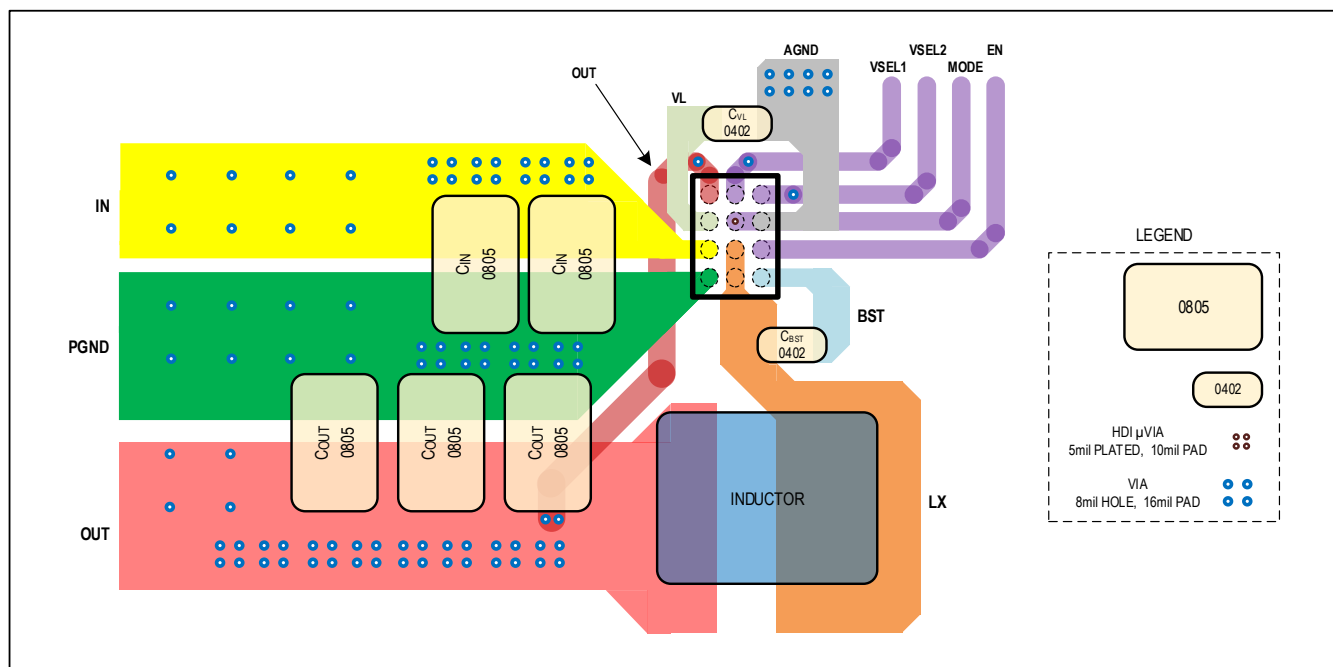 AGND
VSEL1
VSEL2
MODE
EN
OUT
VL
CVL
0402
IN
CIN
0805
CIN
0805
PGND
BST
CBST
0402
COUT
0805
COUT
0805
COUT
0805
OUT
INDUCTOR
LX
LEGEND
0805
0402
HDI µVIA
5mil PLATED, 10mil PAD
VIA
8mil HOLE, 16mil PAD